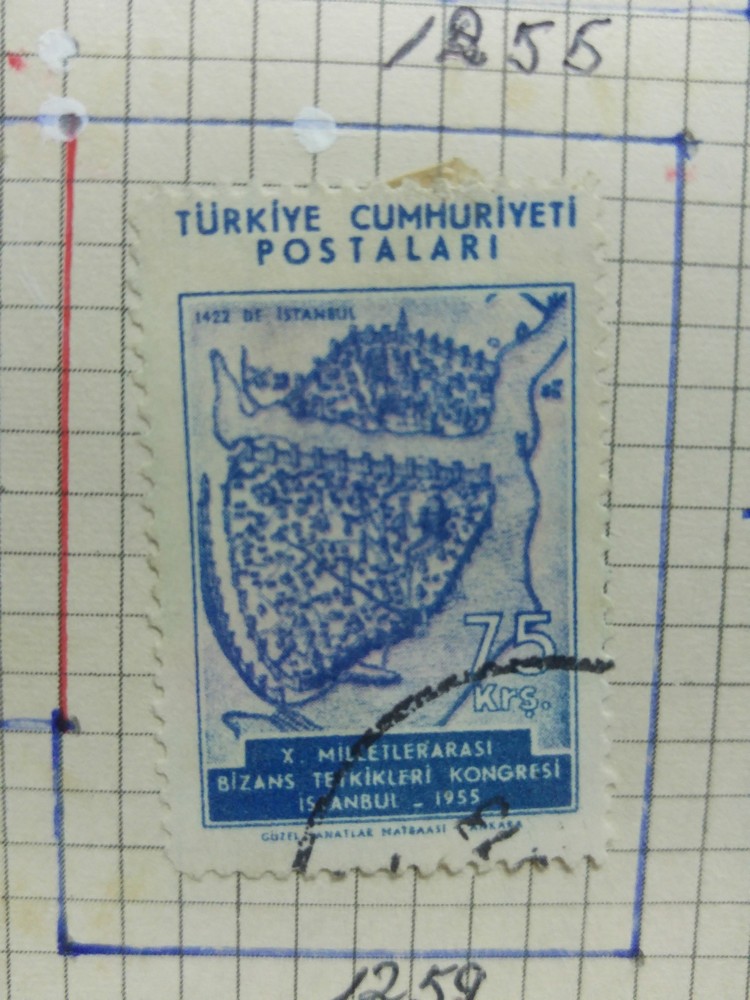 1255
TÜRKİYE CUMHURİYETİ
POSTALARI
1422 DE İSTANBUL
75
Krş.
X. MİLLETLERARASI
BİZANS TETKİKLERİ KONGRESİ
İSTANBUL - 1955
GÜZEL SANATLAR MATBAASI ANKARA
1259